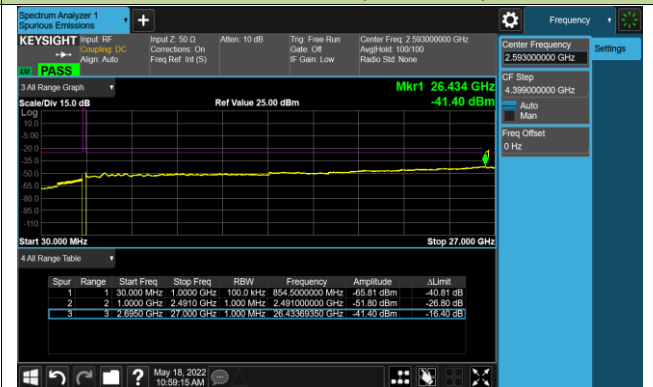 Spectrum Analyzer 1
Spurious Emissions
+
Frequency
KEYSIGHT Input: RF
Coupling: DC
Align: Auto
Input Z: 50 Ω
Corrections: On
Freq Ref: Int (S)
Atten: 10 dB
Trig: Free Run
Gate: Off
IF Gain: Low
Center Freq: 2.593000000 GHz
Avg|Hold: 100/100
Radio Std: None
PASS
Center Frequency
2.593000000 GHz
Settings
CF Step
4.399000000 GHz
Auto
Man
Freq Offset
0 Hz
3 All Range Graph
Mkr1 26.434 GHz
Scale/Div 15.0 dB
Ref Value 25.00 dBm
-41.40 dBm
Log
10.0
-5.00
-20.0
-35.0
-50.0
-65.0
-80.0
-95.0
-110
1
Start 30.000 MHz
Stop 27.000 GHz
4 All Range Table
Spur Range Start Freq Stop Freq RBW Frequency Amplitude ΔLimit
1 1 30.000 MHz 1.0000 GHz 100.0 kHz 854.5000000 MHz -65.81 dBm -40.81 dB
2 2 1.0000 GHz 2.4910 GHz 1.000 MHz 2.491000000 GHz -51.80 dBm -26.80 dB
3 3 2.6950 GHz 27.000 GHz 1.000 MHz 26.43369350 GHz -41.40 dBm -16.40 dB
?
May 18, 2022
10:59:15 AM